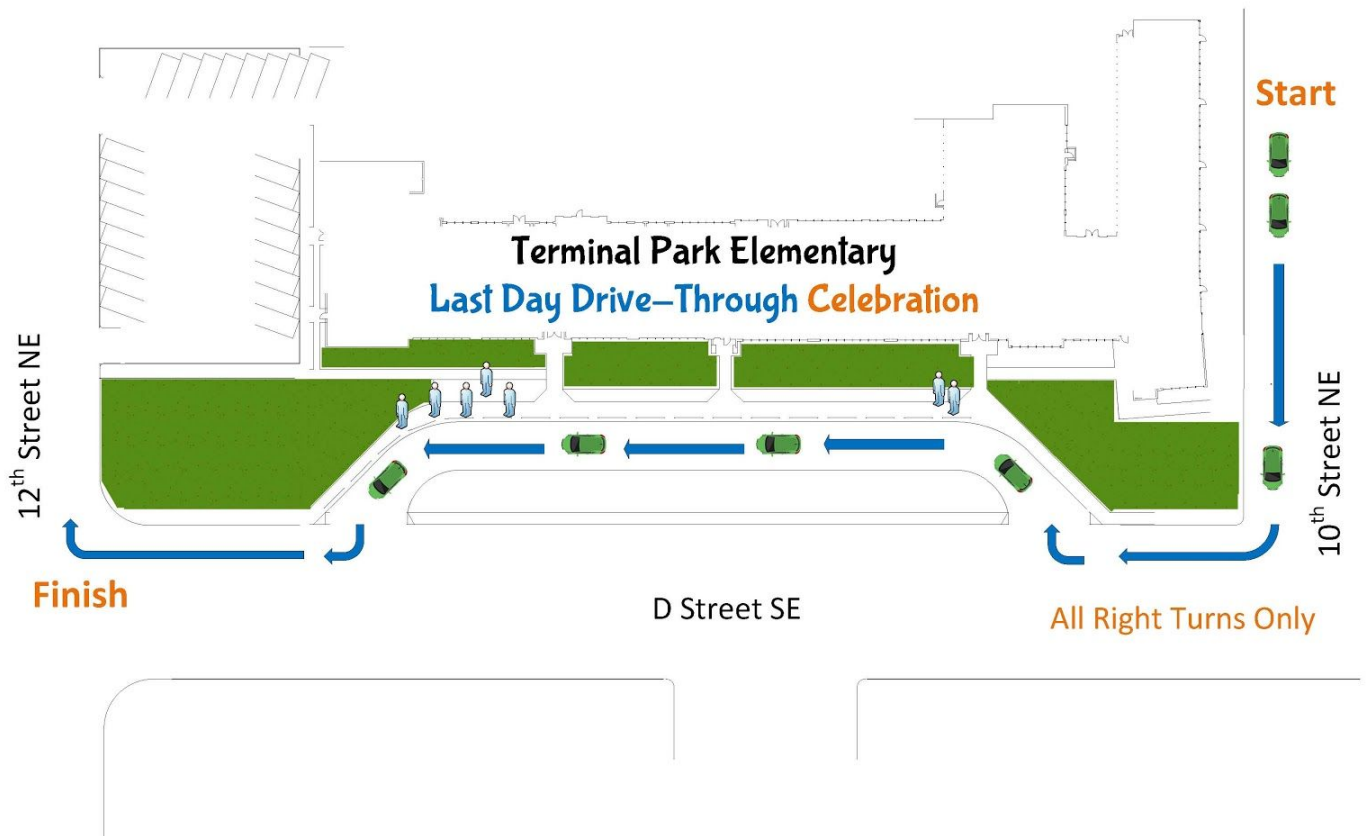 Start
Terminal Park Elementary
Last Day Drive-Through Celebration
12th Street NE
10th Street NE
Finish
D Street SE
All Right Turns Only